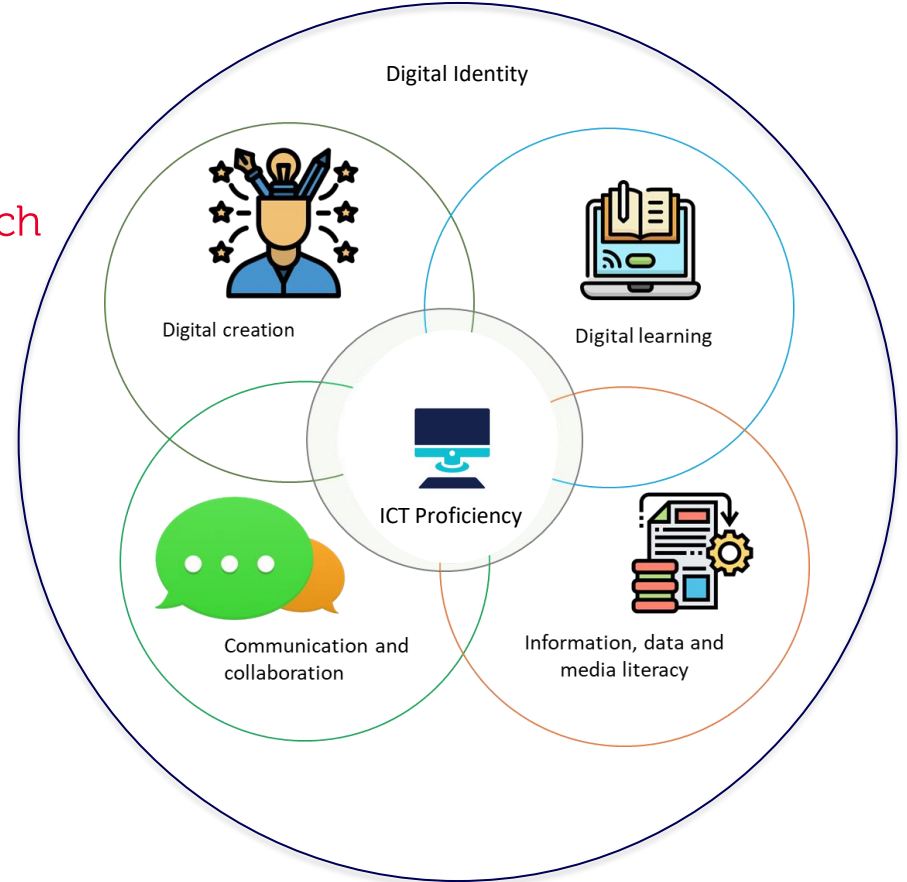 Digital Identity
ch
Digital creation
Digital learning
ICT Proficiency
Communication and
collaboration
Information, data and
media literacy